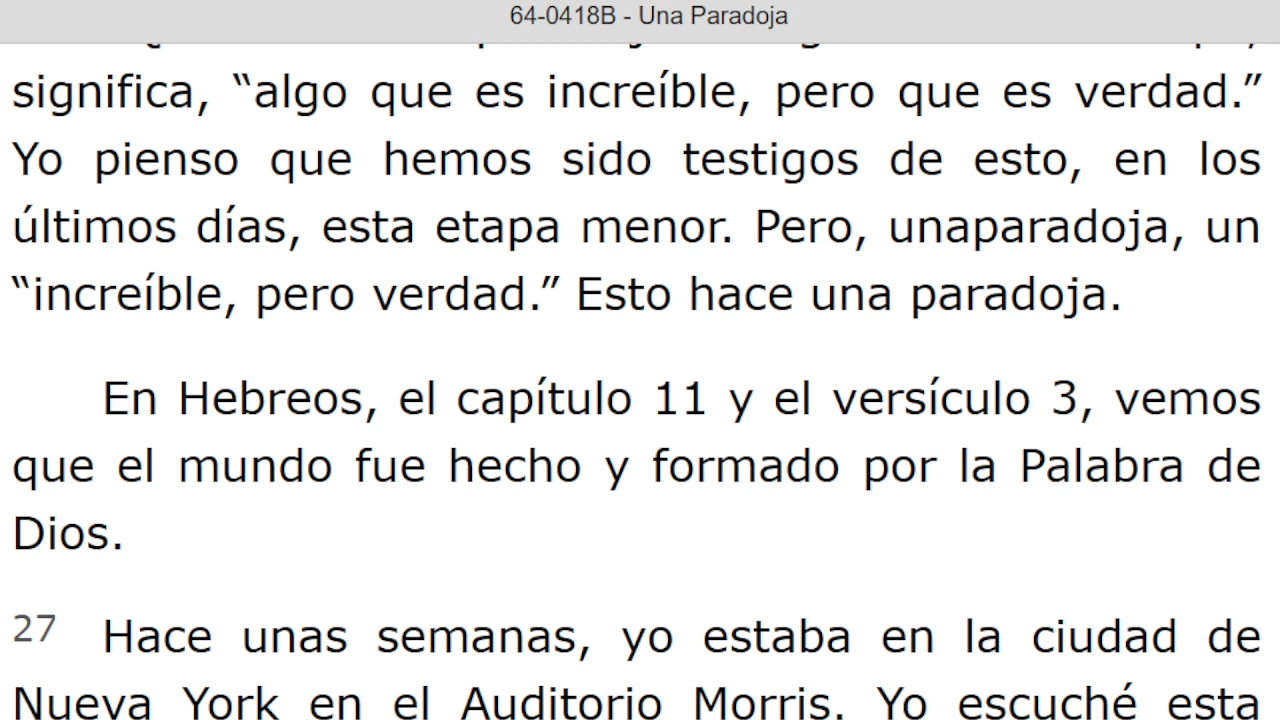 64-0418B - Una Paradoja
significa, “algo que es increíble, pero que es verdad.”
Yo pienso que hemos sido testigos de esto, en los
últimos días, esta etapa menor. Pero, unaparadoja, un
“increíble, pero verdad.” Esto hace una paradoja.
En Hebreos, el capítulo 11 y el versículo 3, vemos
que el mundo fue hecho y formado por la Palabra de
Dios.
27 Hace unas semanas, yo estaba en la ciudad de
Nueva York en el Auditorio Morris. Yo escuché esta